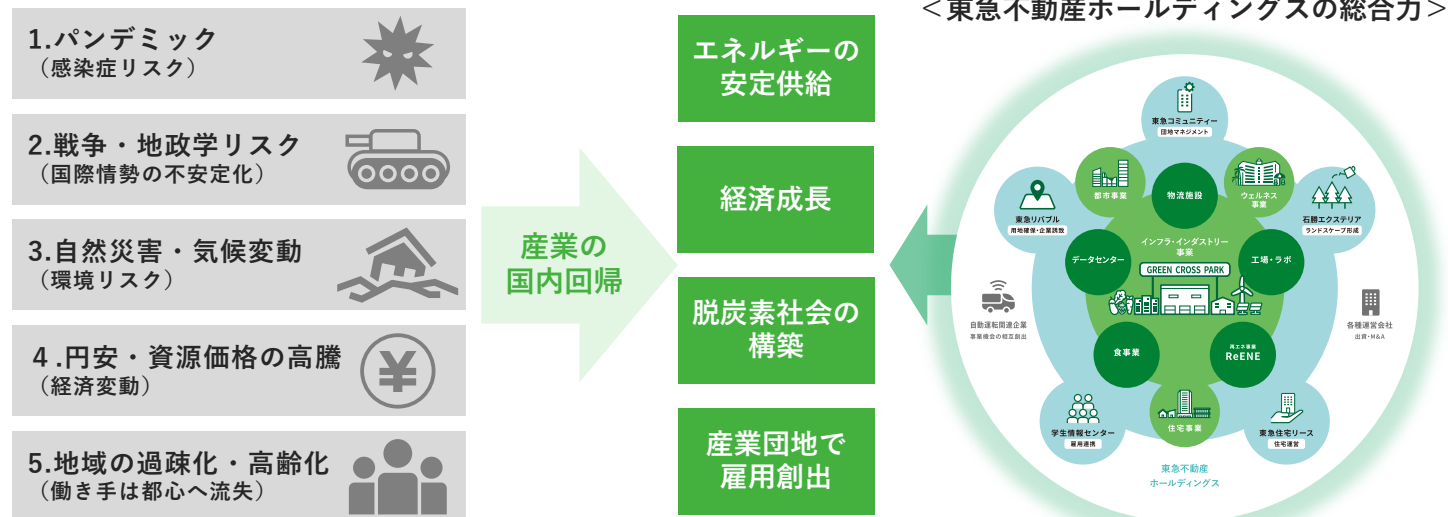 1.パンデミック
（感染症リスク）
2.戦争・地政学リスク
（国際情勢の不安定化）
3.自然災害・気候変動
（環境リスク）
４.円安・資源価格の高騰
（経済変動）
5.地域の過疎化・高齢化
（働き手は都心へ流失）
産業の
国内回帰
エネルギーの
安定供給
経済成長
脱炭素社会の
構築
産業団地で
雇用創出
＜東急不動産ホールディングスの総合力＞
東急コミュニティー
団地マネジメント
都市事業
物流施設
ウェルネス
事業
東急リバブル
用地確保・企業誘致
石勝エクステリア
ランドスケープ形成
インフラ・インダストリー
事業
データセンター
GREEN CROSS PARK
工場・ラボ
自動運転関連企業
事業機会の相互創出
各種運営会社
出資・M&A
食事業
再エネ事業
ReENE
住宅事業
学生情報センター
雇用連携
東急住宅リース
住宅運営
東急不動産
ホールディングス